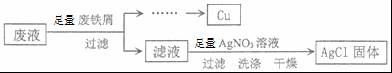 足量 废铁屑
过滤
…… Cu
废液
滤液
足量 AgNO₃ 溶液
过滤 洗涤 干燥
AgCl 固体